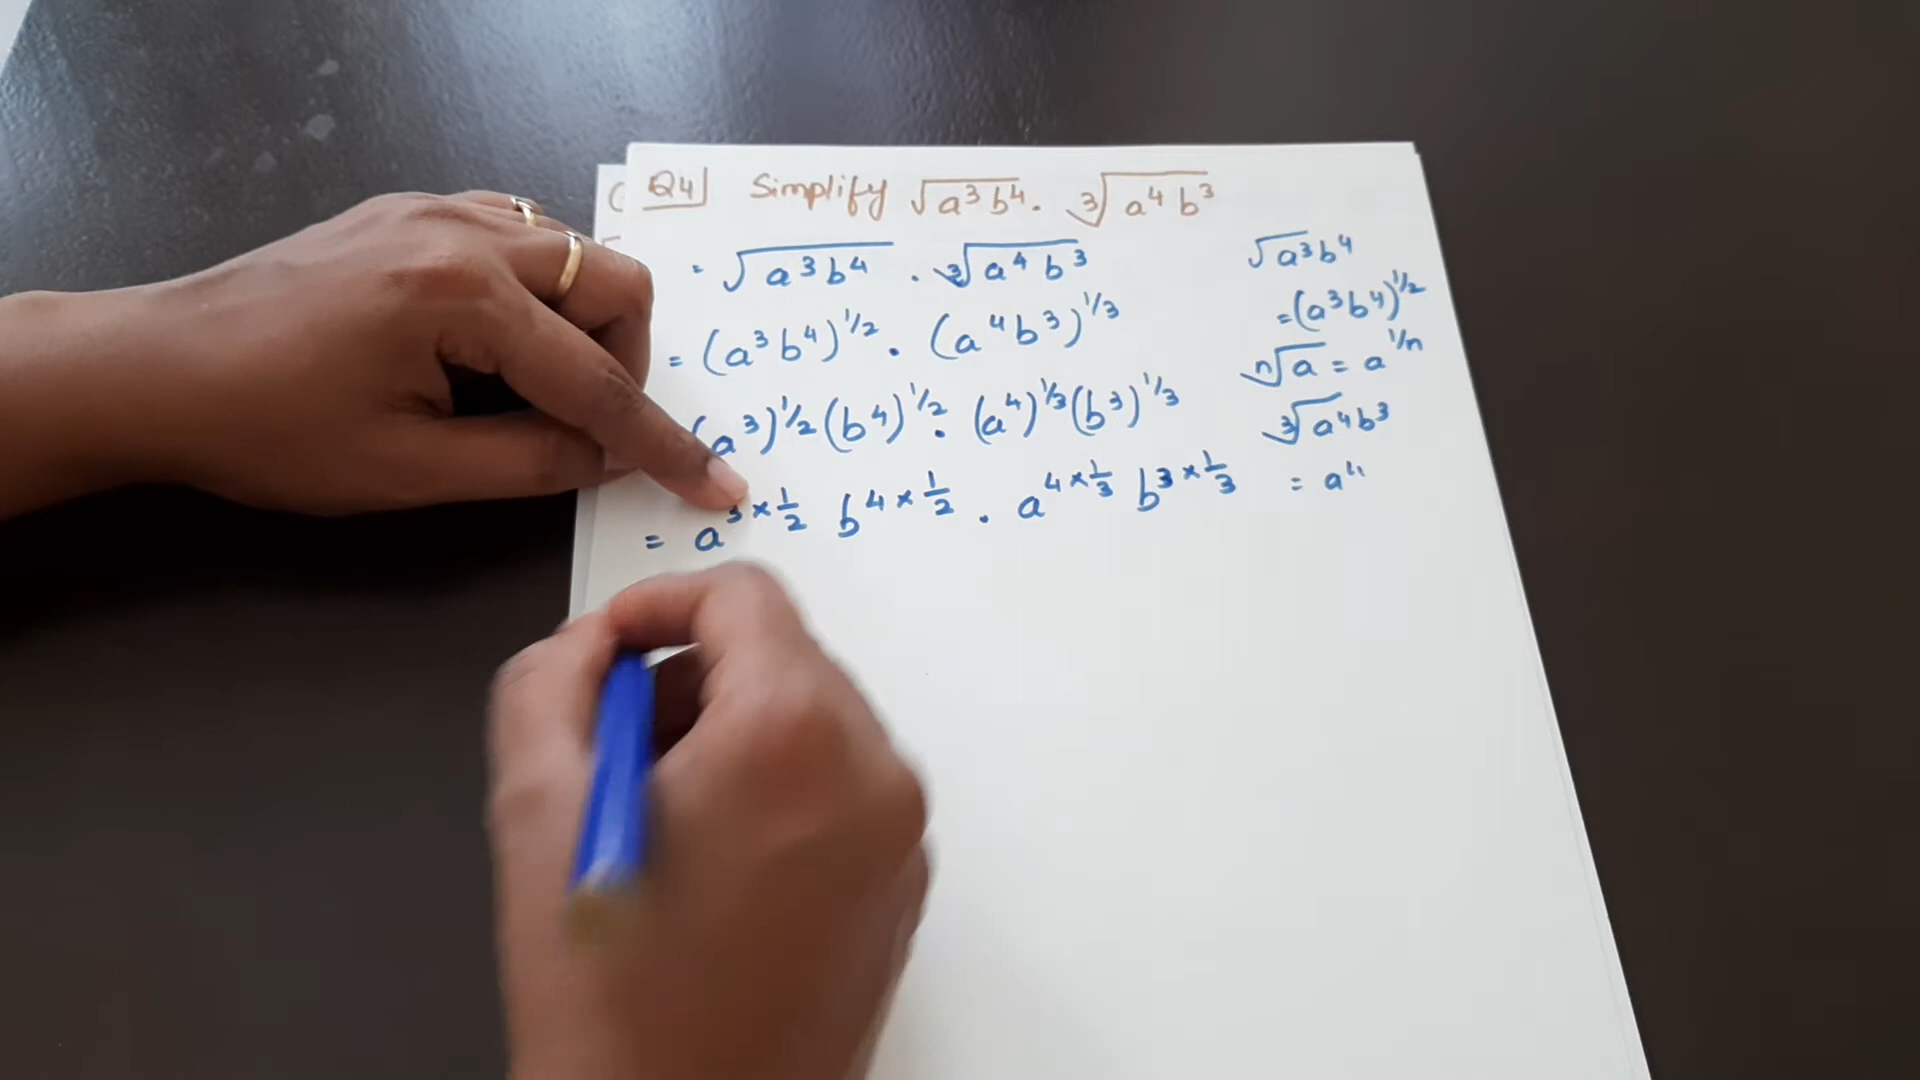 Q4 Simplify √a³b⁴ . ∛a⁴b³
= √a³b⁴ . ∛a⁴b³
= (a³b⁴)^1/2 . (a⁴b³)^1/3
(a³)^1/2 (b⁴)^1/2 . (a⁴)^1/3 (b³)^1/3
= a^3×1/2 b^4×1/2 . a^4×1/3 b^3×1/3
√a³b⁴
= (a³b⁴)^1/2
ⁿ√a = a^1/n
∛a⁴b³
= a⁴